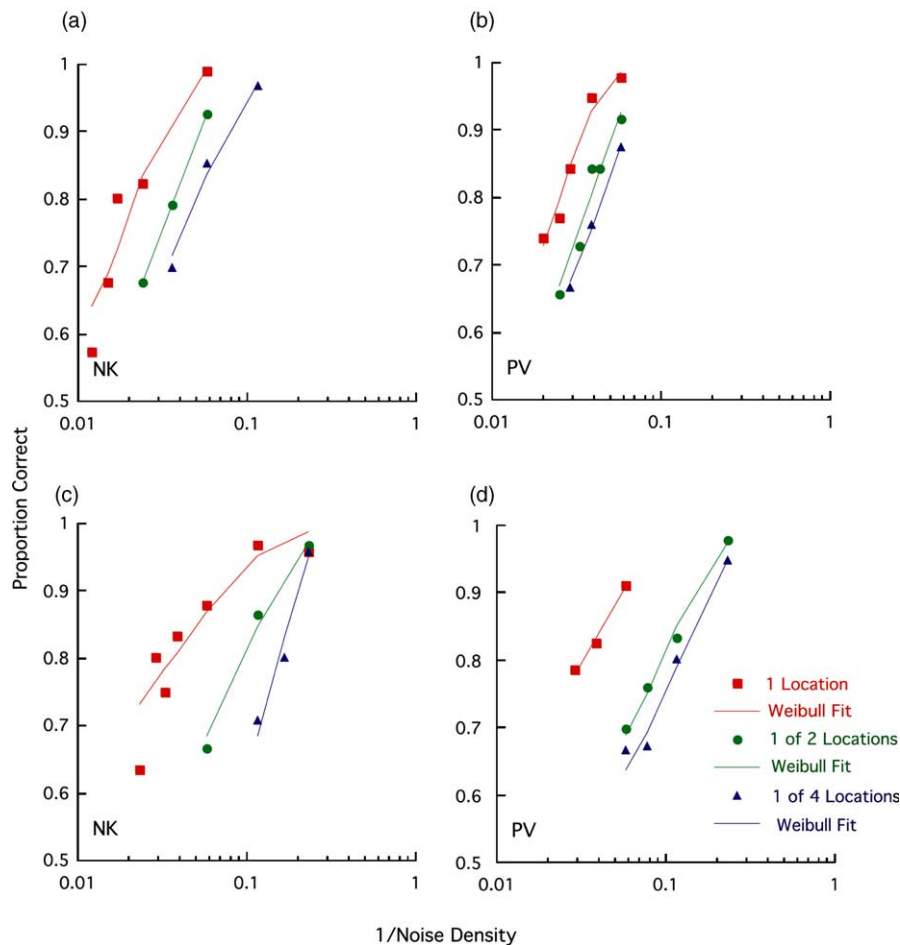 (a)
1
0.9
0.8
0.7
0.6
0.5
NK
0.01
0.1
1
(b)
1
0.9
0.8
0.7
0.6
0.5
PV
0.01
0.1
1
Proportion Correct
(c)
1
0.9
0.8
0.7
0.6
0.5
NK
0.01
0.1
1
(d)
1
0.9
0.8
0.7
0.6
0.5
PV
0.01
0.1
1
1 Location
Weibull Fit
1 of 2 Locations
Weibull Fit
1 of 4 Locations
Weibull Fit
1/Noise Density